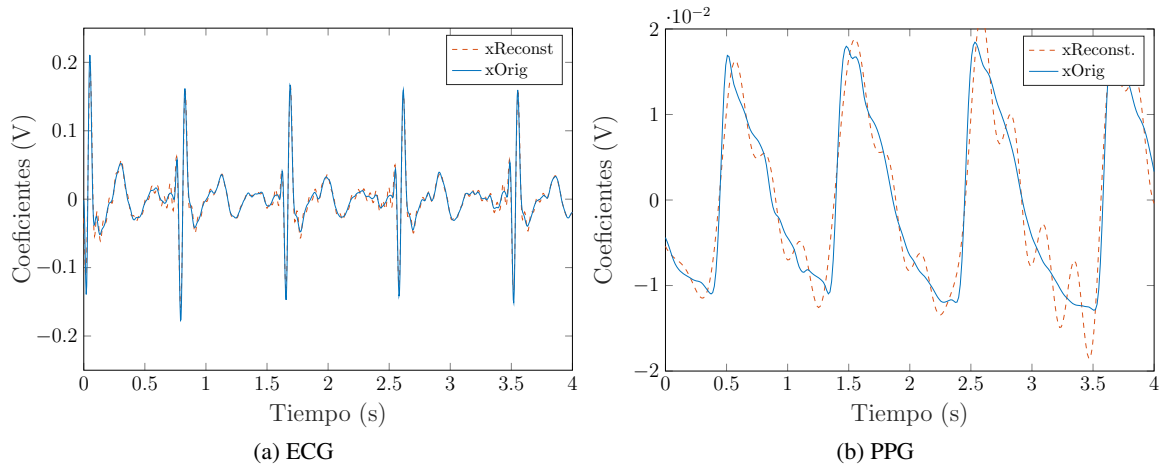 xReconst
xOrig
0.2
0.1
0
−0.1
−0.2
Coeficientes (V)
0 0.5 1 1.5 2 2.5 3 3.5 4
Tiempo (s)
(a) ECG
·10⁻²
xReconst.
xOrig
2
1
0
−1
−2
Coeficientes (V)
0 0.5 1 1.5 2 2.5 3 3.5 4
Tiempo (s)
(b) PPG